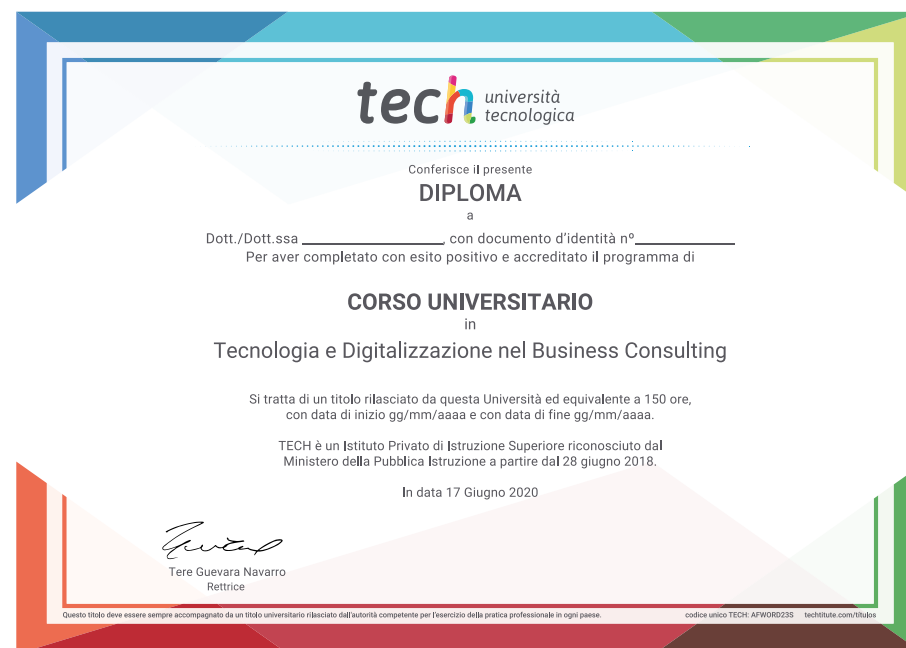 tech università
tecnologica
Conferisce il presente
DIPLOMA
a
Dott./Dott.ssa ____________________, con documento d'identità nº______________
Per aver completato con esito positivo e accreditato il programma di
CORSO UNIVERSITARIO
in
Tecnologia e Digitalizzazione nel Business Consulting
Si tratta di un titolo rilasciato da questa Università ed equivalente a 150 ore,
con data di inizio gg/mm/aaaa e con data di fine gg/mm/aaaa.
TECH è un Istituto Privato di Istruzione Superiore riconosciuto dal
Ministero della Pubblica Istruzione a partire dal 28 giugno 2018.
In data 17 Giugno 2020
Tere Guevara Navarro
Rettrice
Questo titolo deve essere sempre accompagnato da un titolo universitario rilasciato dall'autorità competente per l'esercizio della pratica professionale in ogni paese. codice unico TECH: AFWORD23S techtitute.com/titulos